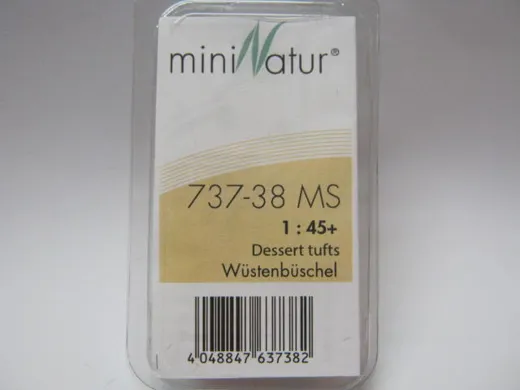 miniNatur®
737-38 MS
1 : 45+
Dessert tufts
Wüstenbüschel
4 048847 637382